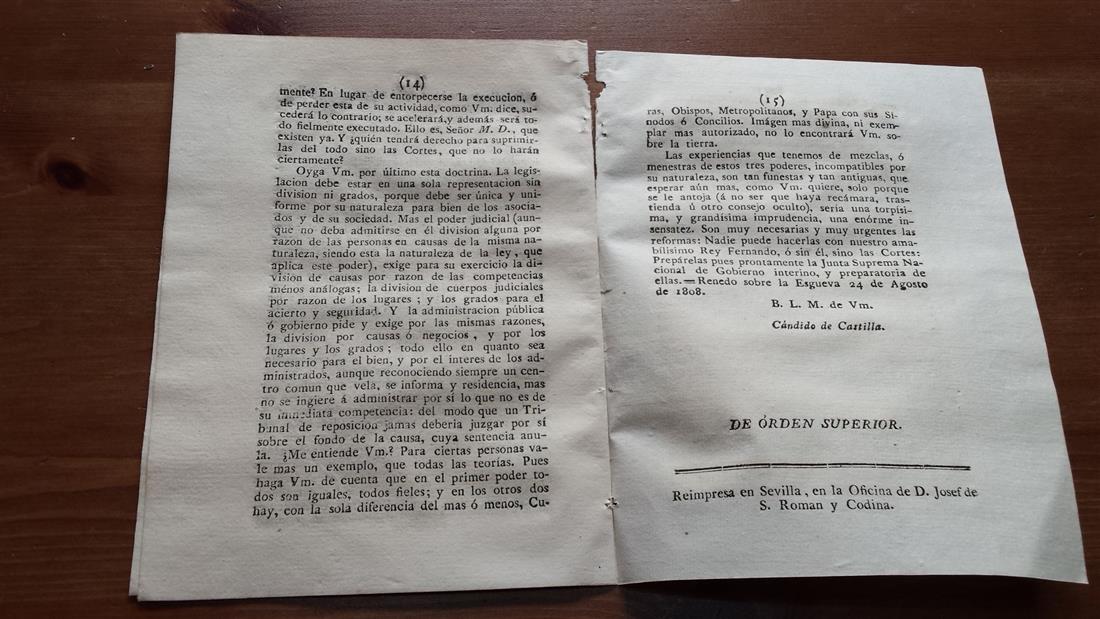 (14)
mente? En lugar de entorpecerse la execucion, ó
de perder esta de su actividad, como Vm. dice, su-
cederá lo contrario; se acelerará, y además será to-
do fielmente executado. Ello es, Señor M. D., que
existen ya. Y ¿quién tendrá derecho para suprimir-
las del todo sino las Cortes, que no lo harán
ciertamente?
Oyga Vm. por último esta doctrina. La legis-
lacion debe estar en una sola representacion sin
division ni grados, porque debe ser única y uni-
forme por su naturaleza para bien de los asocia-
dos y de su sociedad. Mas el poder judicial (aun-
que no deba admitirse en él division alguna por
razon de las personas en causas de la misma na-
turaleza, siendo esta la naturaleza de la ley, que
aplica este poder), exige para su exercicio la di-
vision de causas por razon de las competencias
ménos análogas; la division de cuerpos judiciales
por razon de los lugares; y los grados para el
acierto y seguridad. Y la administracion pública
ó gobierno pide y exige por las mismas razones,
la division por causas ó negocios, y por los
lugares y los grados; todo ello en quanto sea
necesario para el bien, y por el interes de los ad-
ministrados, aunque reconociendo siempre un cen-
tro comun que vela, se informa y residencia, mas
no se ingiere á administrar por sí lo que no es de
su inmediata competencia: del modo que un Tri-
bunal de reposicion jamas deberia juzgar por sí
sobre el fondo de la causa, cuya sentencia anu-
la. ¿Me entiende Vm.? Para ciertas personas va-
le mas un exemplo, que todas las teorías. Pues
haga Vm. de cuenta que en el primer poder to-
dos son iguales, todos fieles; y en los otros dos
hay, con la sola diferencia del mas ó ménos, Cu-
(15)
ras, Obispos, Metropolitanos, y Papa con sus Sí-
nodos ó Concilios. Imágen mas divina, ni exem-
plar mas autorizado, no lo encontrará Vm. so-
bre la tierra.
Las experiencias que tenemos de mezclas, ó
menestras de estos tres poderes, incompatibles por
su naturaleza, son tan funestas y tan antiguas, que
esperar aún mas, como Vm. quiere, solo porque
se le antoja (á no ser que haya recámara, tras-
tienda ú otro consejo oculto), seria una torpísi-
ma, y grandísima imprudencia, una enórme in-
sensatez. Son muy necesarias y muy urgentes las
reformas: Nadie puede hacerlas con nuestro ama-
bilísimo Rey Fernando, ó sin él, sino las Cortes:
Prepárelas pues prontamente la Junta Suprema Na-
cional de Gobierno interino, y preparatoria de
ellas.=Renedo sobre la Esgueva 24 de Agosto
de 1808.
B. L. M. de Vm.
Cándido de Castilla.
DE ÓRDEN SUPERIOR.
Reimpresa en Sevilla, en la Oficina de D. Josef de
S. Roman y Codina.